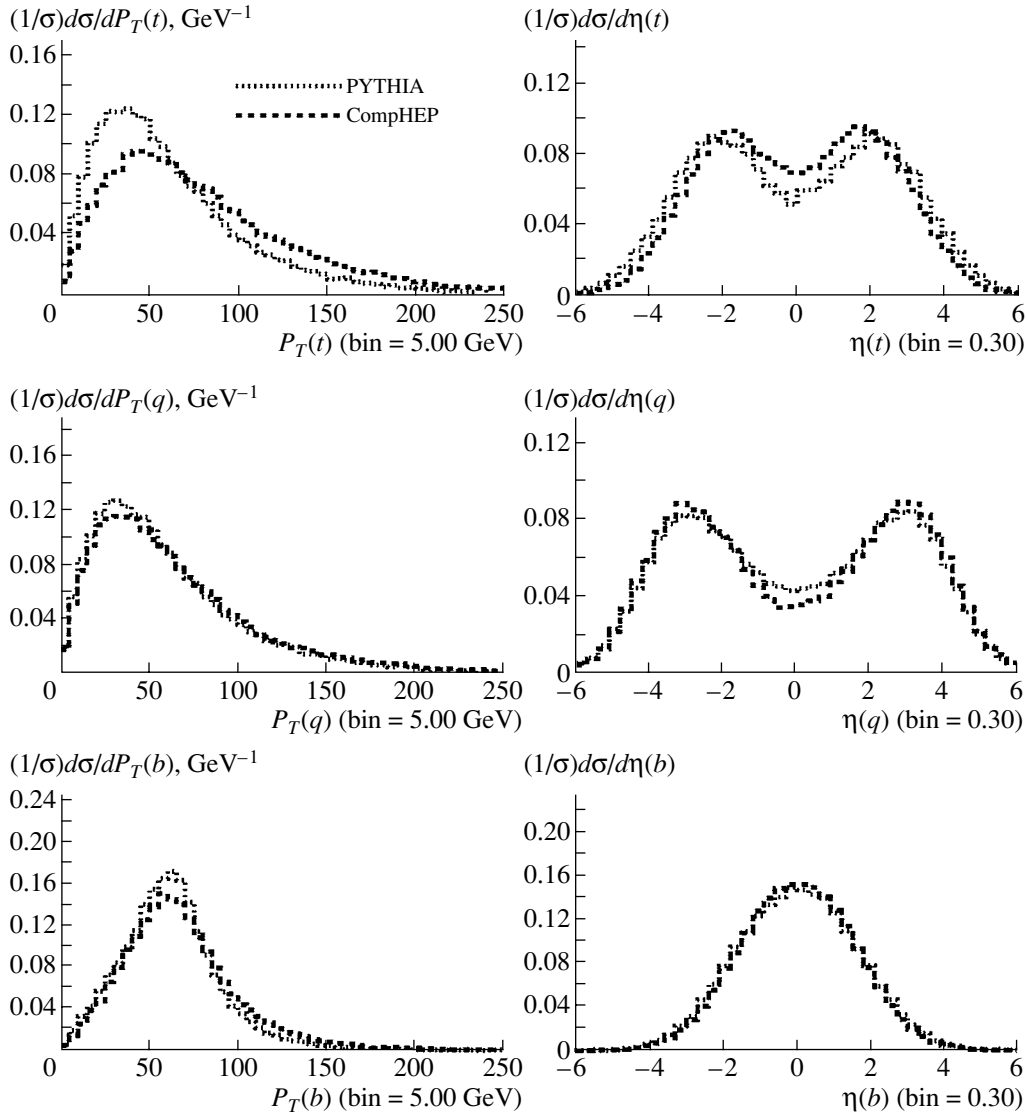 (1/σ)dσ/dP_T(t), GeV⁻¹
0.16
0.12
0.08
0.04
PYTHIA
CompHEP
0 50 100 150 200 250
P_T(t) (bin = 5.00 GeV)
(1/σ)dσ/dη(t)
0.12
0.08
0.04
0
−6 −4 −2 0 2 4 6
η(t) (bin = 0.30)
(1/σ)dσ/dP_T(q), GeV⁻¹
0.16
0.12
0.08
0.04
0 50 100 150 200 250
P_T(q) (bin = 5.00 GeV)
(1/σ)dσ/dη(q)
0.12
0.08
0.04
0
−6 −4 −2 0 2 4 6
η(q) (bin = 0.30)
(1/σ)dσ/dP_T(b), GeV⁻¹
0.24
0.20
0.16
0.12
0.08
0.04
0 50 100 150 200 250
P_T(b) (bin = 5.00 GeV)
(1/σ)dσ/dη(b)
0.20
0.16
0.12
0.08
0.04
0
−6 −4 −2 0 2 4 6
η(b) (bin = 0.30)